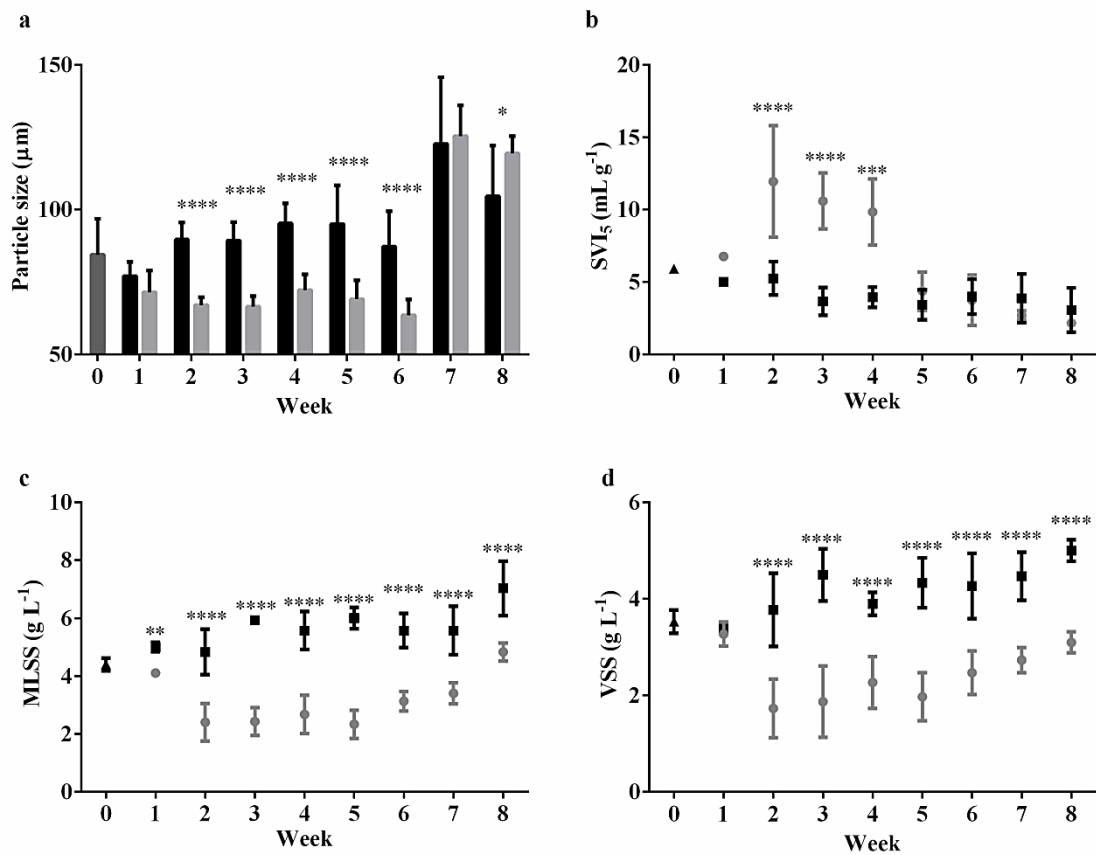 a
150
100
50
Particle size (µm)
****
****
****
****
****
*
0 1 2 3 4 5 6 7 8
Week
b
20
15
10
5
0
SVI₅ (mL g⁻¹)
****
****
***
0 1 2 3 4 5 6 7 8
Week
c
10
8
6
4
2
0
MLSS (g L⁻¹)
**
****
****
****
****
****
****
****
0 1 2 3 4 5 6 7 8
Week
d
6
4
2
0
VSS (g L⁻¹)
****
****
****
****
****
****
****
0 1 2 3 4 5 6 7 8
Week